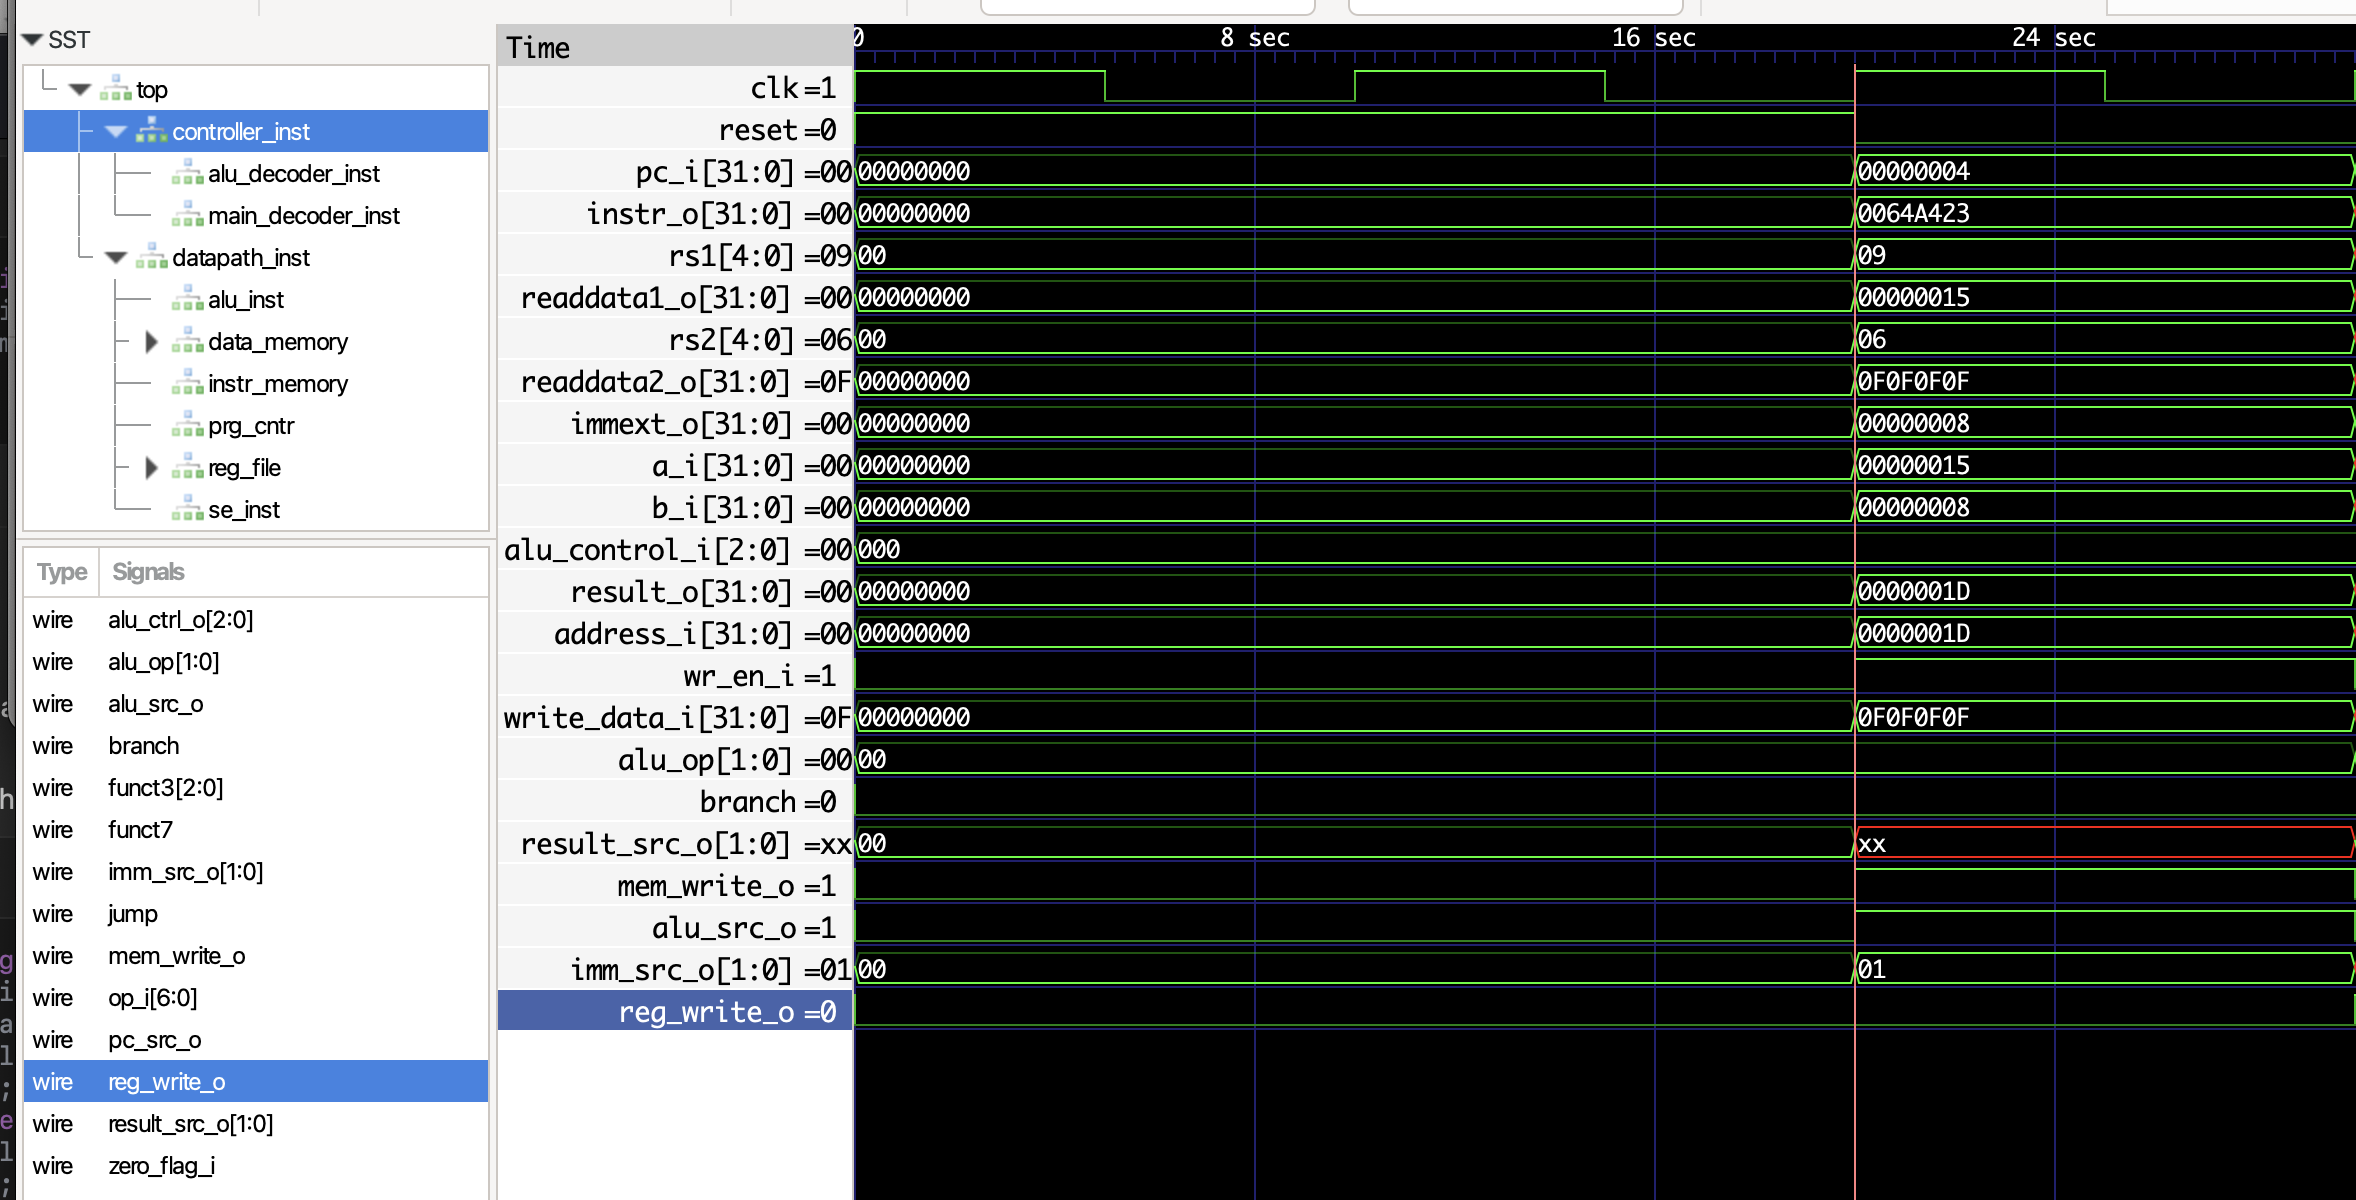 SST
top
controller_inst
alu_decoder_inst
main_decoder_inst
datapath_inst
alu_inst
data_memory
instr_memory
prg_cntr
reg_file
se_inst
Type Signals
wire alu_ctrl_o[2:0]
wire alu_op[1:0]
wire alu_src_o
wire branch
wire funct3[2:0]
wire funct7
wire imm_src_o[1:0]
wire jump
wire mem_write_o
wire op_i[6:0]
wire pc_src_o
wire reg_write_o
wire result_src_o[1:0]
wire zero_flag_i
Time 0 8 sec 16 sec 24 sec
clk =1
reset =0
pc_i[31:0] =00 00000000 00000004
instr_o[31:0] =00 00000000 0064A423
rs1[4:0] =09 00 09
readdata1_o[31:0] =00 00000000 00000015
rs2[4:0] =06 00 06
readdata2_o[31:0] =0F 00000000 0F0F0F0F
immext_o[31:0] =00 00000000 00000008
a_i[31:0] =00 00000000 00000015
b_i[31:0] =00 00000000 00000008
alu_control_i[2:0] =00 000
result_o[31:0] =00 00000000 0000001D
address_i[31:0] =00 00000000 0000001D
wr_en_i =1
write_data_i[31:0] =0F 00000000 0F0F0F0F
alu_op[1:0] =00 00
branch =0
result_src_o[1:0] =xx 00 xx
mem_write_o =1
alu_src_o =1
imm_src_o[1:0] =01 00 01
reg_write_o =0